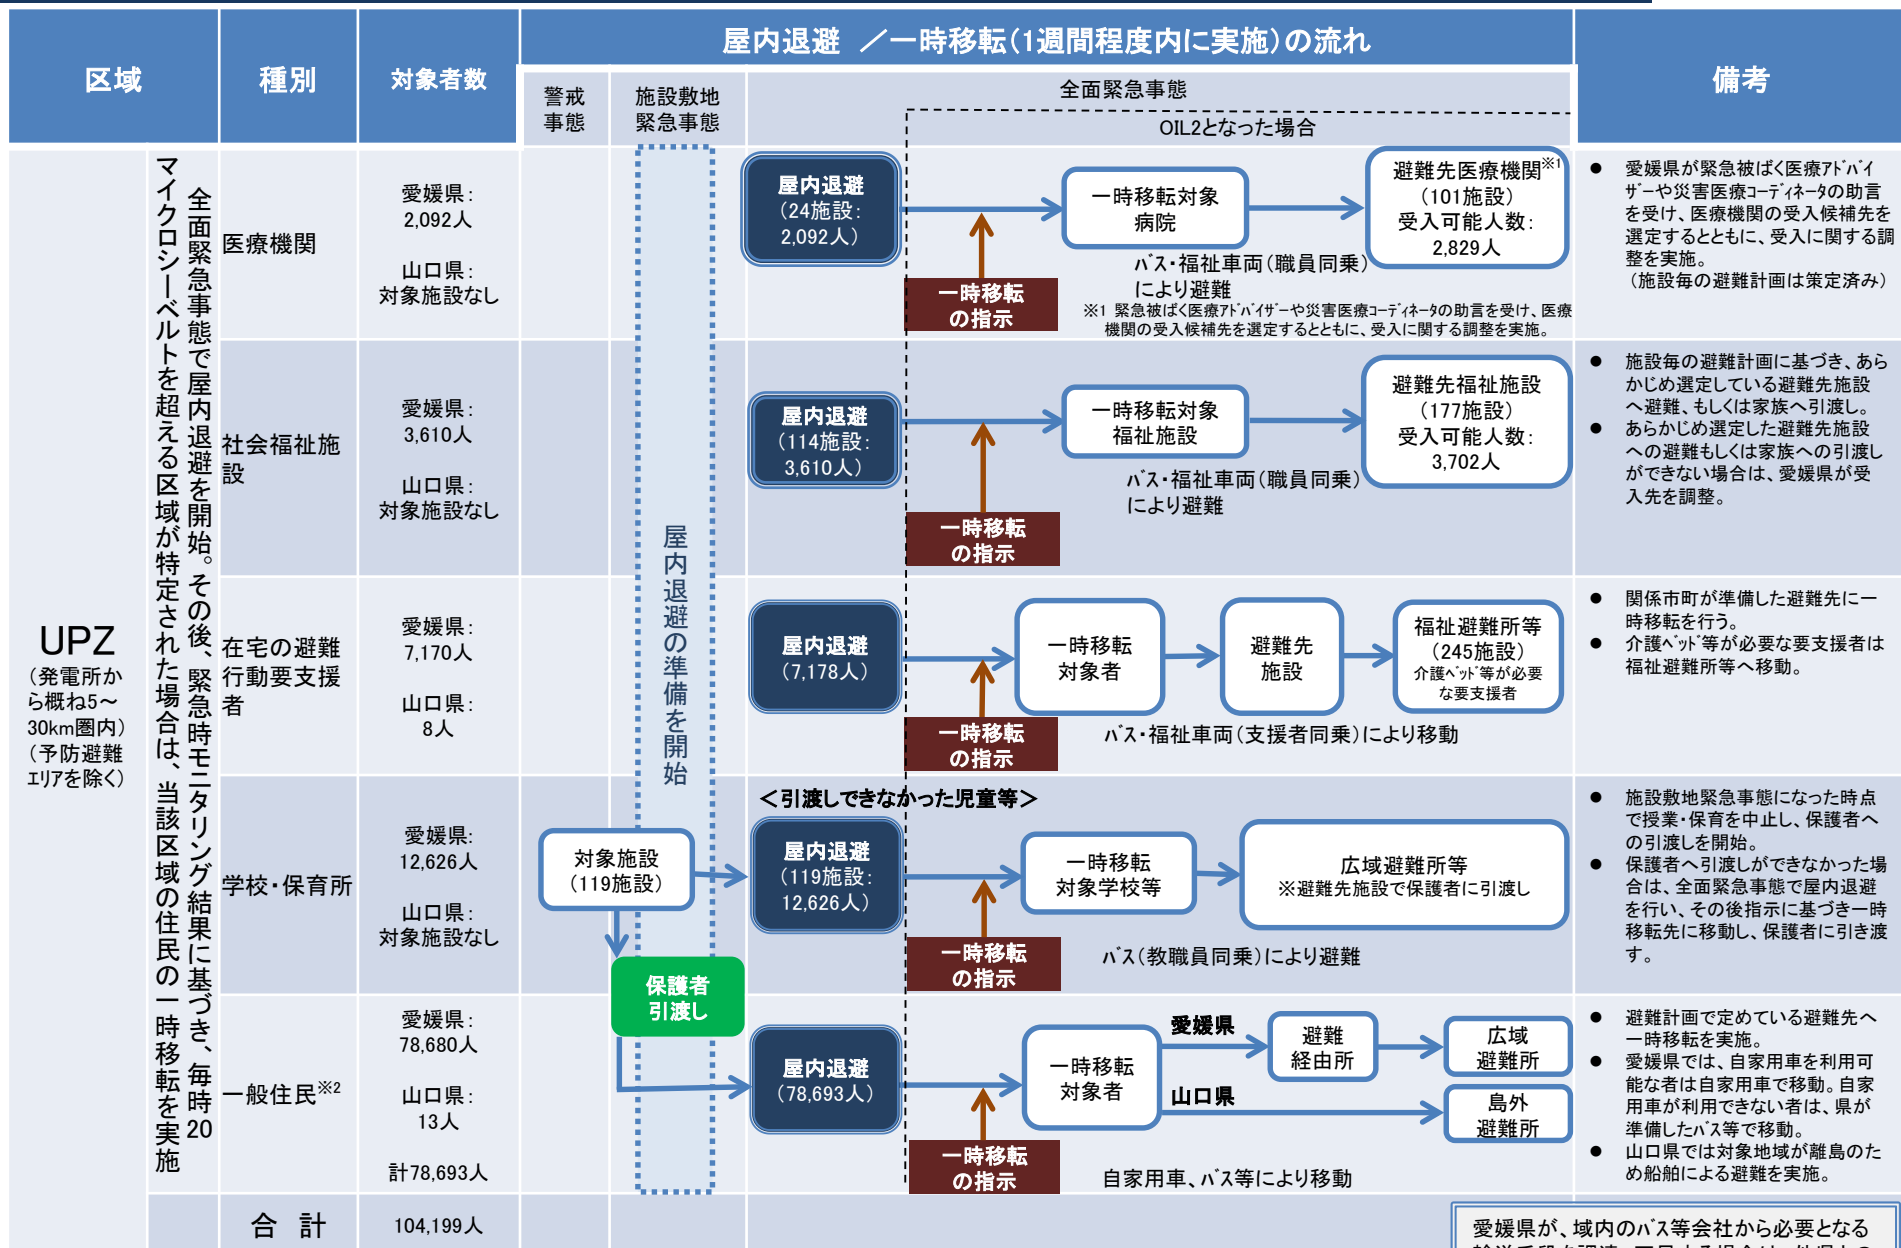 区域
種別
対象者数
屋内退避 ／一時移転（1週間程度内に実施）の流れ
備考
警戒
事態
施設敷地
緊急事態
全面緊急事態
OIL2となった場合
UPZ
（発電所か
ら概ね5～
30km圏内）
（予防避難
エリアを除く）
全面緊急事態で屋内退避を開始。その後、緊急時モニタリング結果に基づき、毎時20
マイクロシーベルトを超える区域が特定された場合は、当該区域の住民の一時移転を実施
屋内退避の準備を開始
医療機関
愛媛県：
2,092人
山口県：
対象施設なし
屋内退避
（24施設：
2,092人）
一時移転
の指示
一時移転対象
病院
避難先医療機関※1
（101施設）
受入可能人数：
2,829人
バス・福祉車両（職員同乗）
により避難
※1 緊急被ばく医療アドバイザーや災害医療コーディネータの助言を受け、医療
機関の受入候補先を選定するとともに、受入に関する調整を実施。
● 愛媛県が緊急被ばく医療アドバイ
ザーや災害医療コーディネータの助言
を受け、医療機関の受入候補先を
選定するとともに、受入に関する調
整を実施。
（施設毎の避難計画は策定済み）
社会福祉施
設
愛媛県：
3,610人
山口県：
対象施設なし
屋内退避
（114施設：
3,610人）
一時移転
の指示
一時移転対象
福祉施設
避難先福祉施設
（177施設）
受入可能人数：
3,702人
バス・福祉車両（職員同乗）
により避難
● 施設毎の避難計画に基づき、あら
かじめ選定している避難先施設
へ避難、もしくは家族へ引渡し。
● あらかじめ選定した避難先施設
への避難もしくは家族への引渡し
ができない場合は、愛媛県が受
入先を調整。
在宅の避難
行動要支援
者
愛媛県：
7,170人
山口県：
8人
屋内退避
（7,178人）
一時移転
の指示
一時移転
対象者
避難先
施設
福祉避難所等
（245施設）
介護ベッド等が必要
な要支援者
バス・福祉車両（支援者同乗）により移動
● 関係市町が準備した避難先に一
時移転を行う。
● 介護ベッド等が必要な要支援者は
福祉避難所等へ移動。
学校・保育所
愛媛県：
12,626人
山口県：
対象施設なし
対象施設
（119施設）
保護者
引渡し
＜引渡しできなかった児童等＞
屋内退避
（119施設：
12,626人）
一時移転
の指示
一時移転
対象学校等
広域避難所等
※避難先施設で保護者に引渡し
バス（教職員同乗）により避難
● 施設敷地緊急事態になった時点
で授業・保育を中止し、保護者へ
の引渡しを開始。
● 保護者へ引渡しができなかった場
合は、全面緊急事態で屋内退避
を行い、その後指示に基づき一時
移転先に移動し、保護者に引き渡
す。
一般住民※2
愛媛県：
78,680人
山口県：
13人
計78,693人
屋内退避
（78,693人）
一時移転
の指示
一時移転
対象者
愛媛県
避難
経由所
広域
避難所
山口県
島外
避難所
自家用車、バス等により移動
● 避難計画で定めている避難先へ
一時移転を実施。
● 愛媛県では、自家用車を利用可
能な者は自家用車で移動。自家
用車が利用できない者は、県が
準備したバス等で移動。
● 山口県では対象地域が離島のた
め船舶による避難を実施。
合 計
104,199人
愛媛県が、域内のバス等会社から必要となる